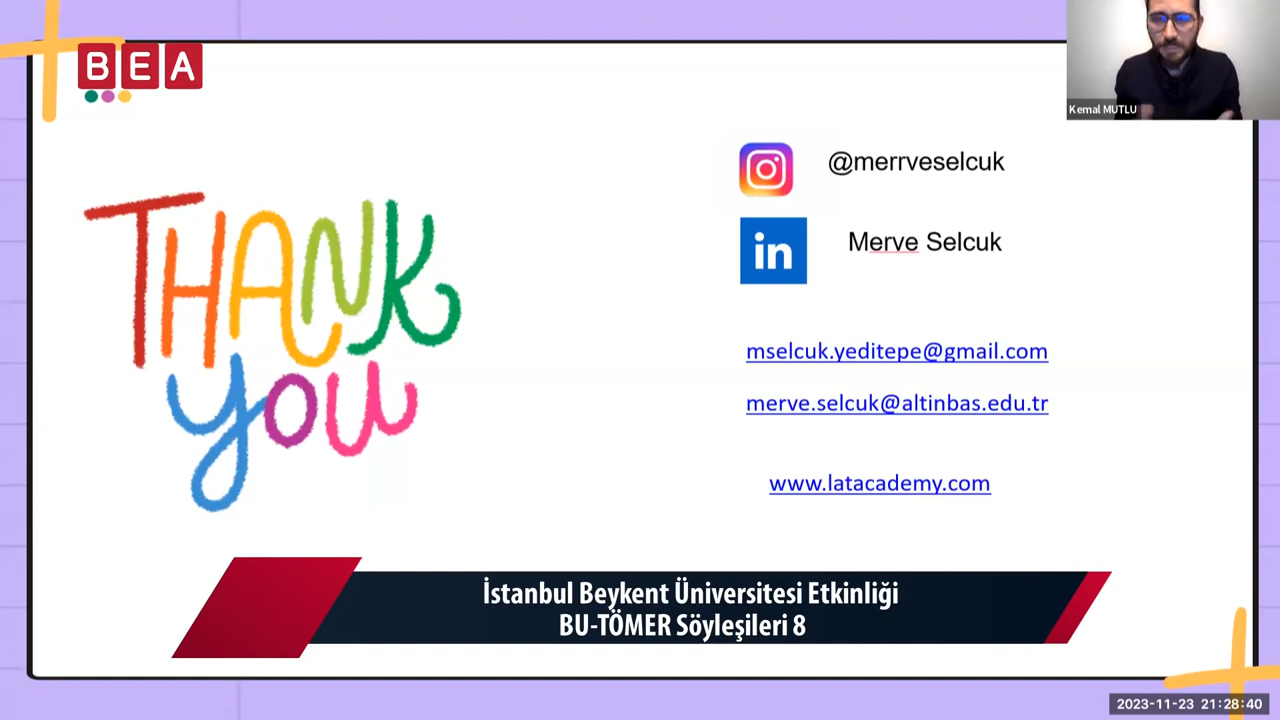 BEA
Kemal MUTLU
@merrveselcuk
in
Merve Selcuk
THANK
you
mselcuk.yeditepe@gmail.com
merve.selcuk@altinbas.edu.tr
www.latacademy.com
İstanbul Beykent Üniversitesi Etkinliği
BU-TÖMER Söyleşileri 8
2023-11-23 21:28:40